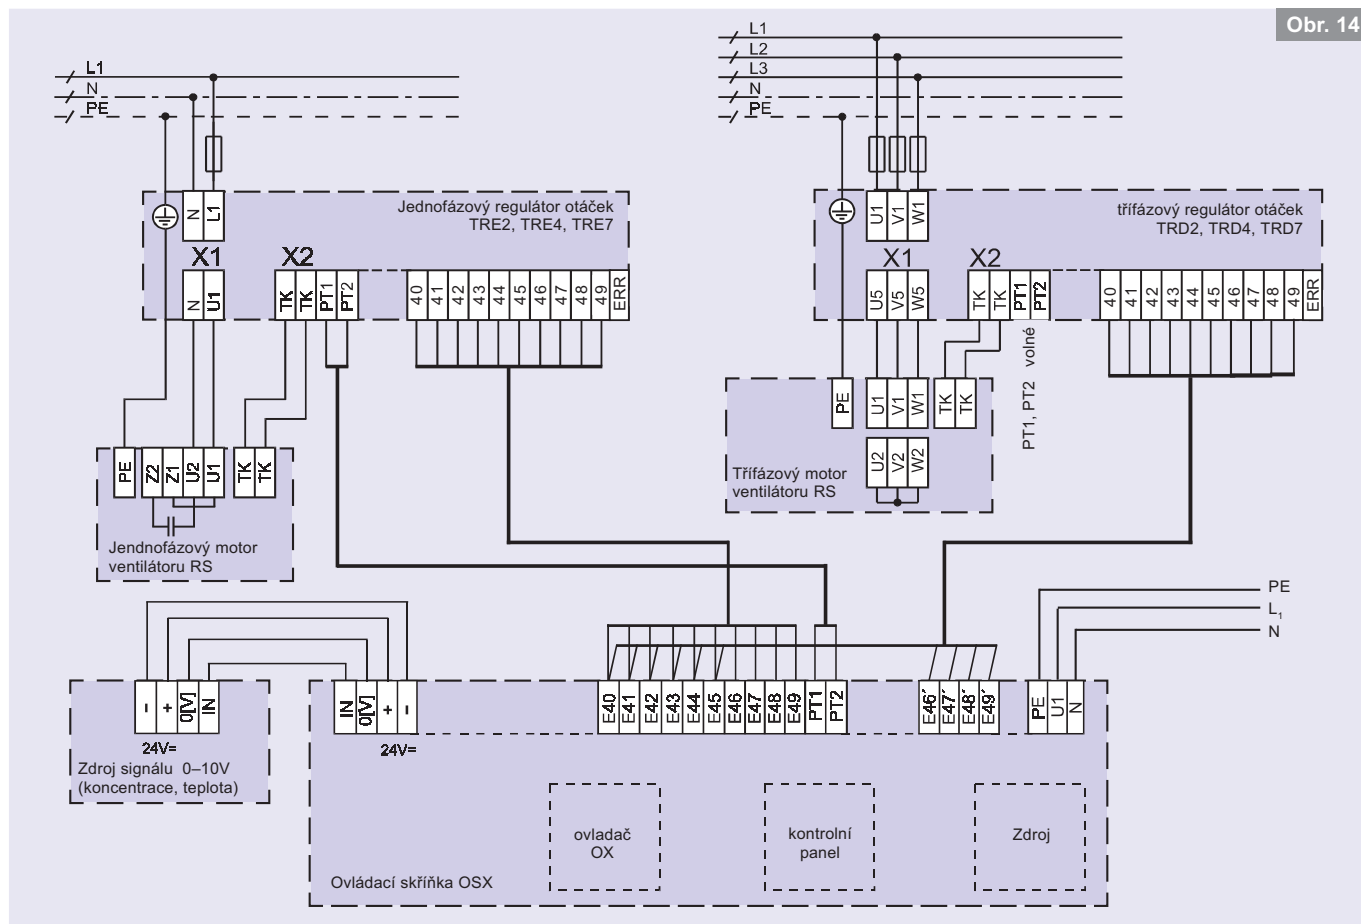 Obr. 14
L1
N
PE
L1
L2
L3
N
PE
N
L1
Jednofázový regulátor otáček
TRE2, TRE4, TRE7
X1
X2
N
U1
TK
TK
PT1
PT2
40
41
42
43
44
45
46
47
48
49
ERR
U1
V1
W1
třífázový regulátor otáček
TRD2, TRD4, TRD7
X1
X2
U5
V5
W5
TK
TK
PT1
PT2
40
41
42
43
44
45
46
47
48
49
ERR
PT1, PT2 volné
PE
Z2
Z1
U2
U1
TK
TK
Jendnofázový motor
ventilátoru RS
PE
U1
V1
W1
TK
TK
U2
V2
W2
Třífázový motor
ventilátoru RS
PE
L1
N
–
+
0[V]
IN
24V=
Zdroj signálu 0–10V
(koncentrace, teplota)
IN
0[V]
+
–
24V=
E40
E41
E42
E43
E44
E45
E46
E47
E48
E49
PT1
PT2
E46′
E47′
E48′
E49′
PE
U1
N
ovladač
OX
kontrolní
panel
Zdroj
Ovládací skříňka OSX